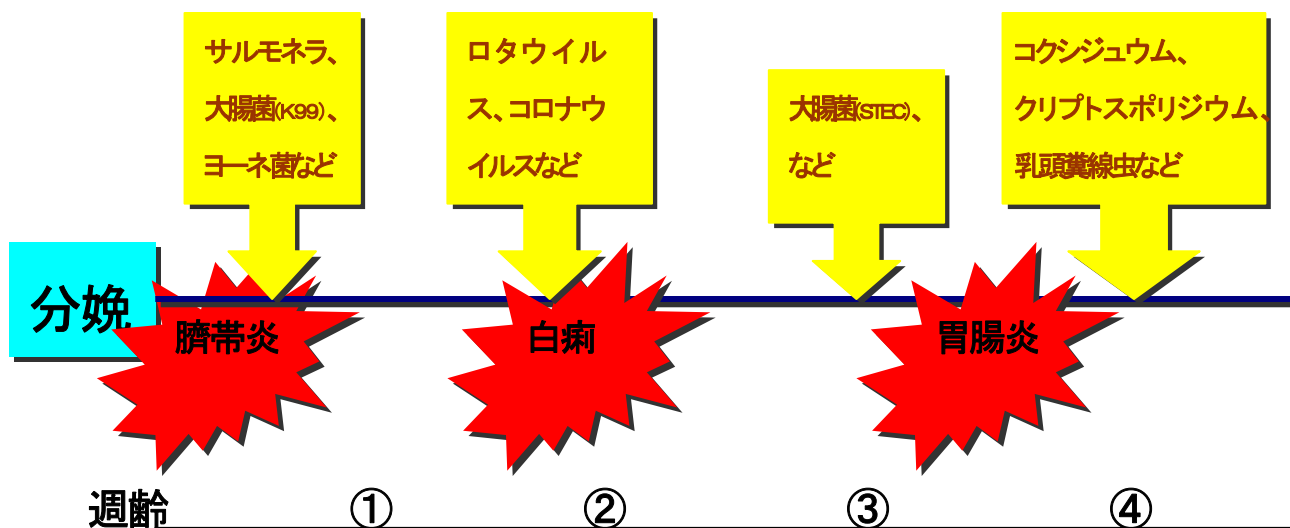 サルモネラ、
大腸菌(K99)、
ヨーネ菌など
ロタウイル
ス、コロナウ
イルスなど
大腸菌(STEC)、
など
コクシジュウム、
クリプトスポリジウム、
乳頭糞線虫など
分娩
臍帯炎
白痢
胃腸炎
週齢 ① ② ③ ④